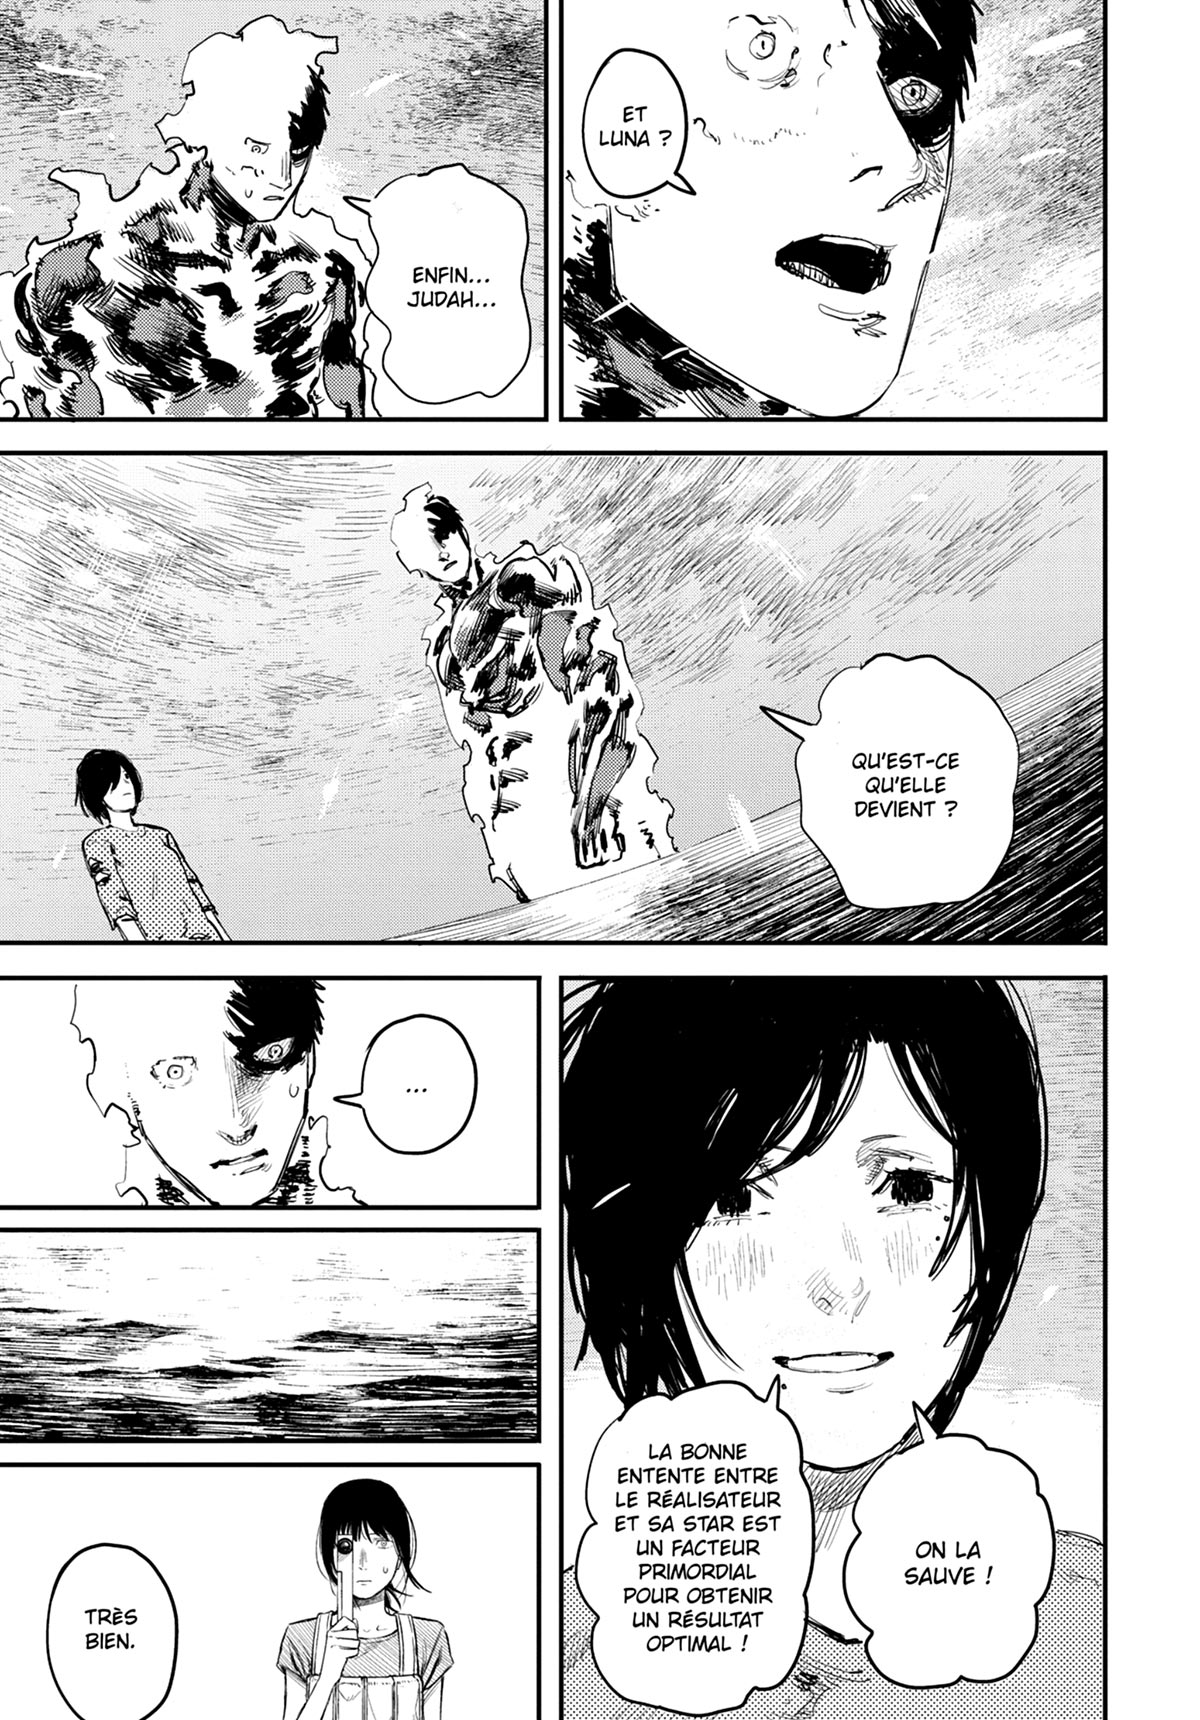 ET
LUNA ?
ENFIN...
JUDAH...
QU'EST-CE
QU'ELLE
DEVIENT ?
ON LA
SAUVE !
LA BONNE
ENTENTE ENTRE
LE RÉALISATEUR
ET SA STAR EST
UN FACTEUR
PRIMORDIAL
POUR OBTENIR
UN RÉSULTAT
OPTIMAL !
...
TRÈS
BIEN.